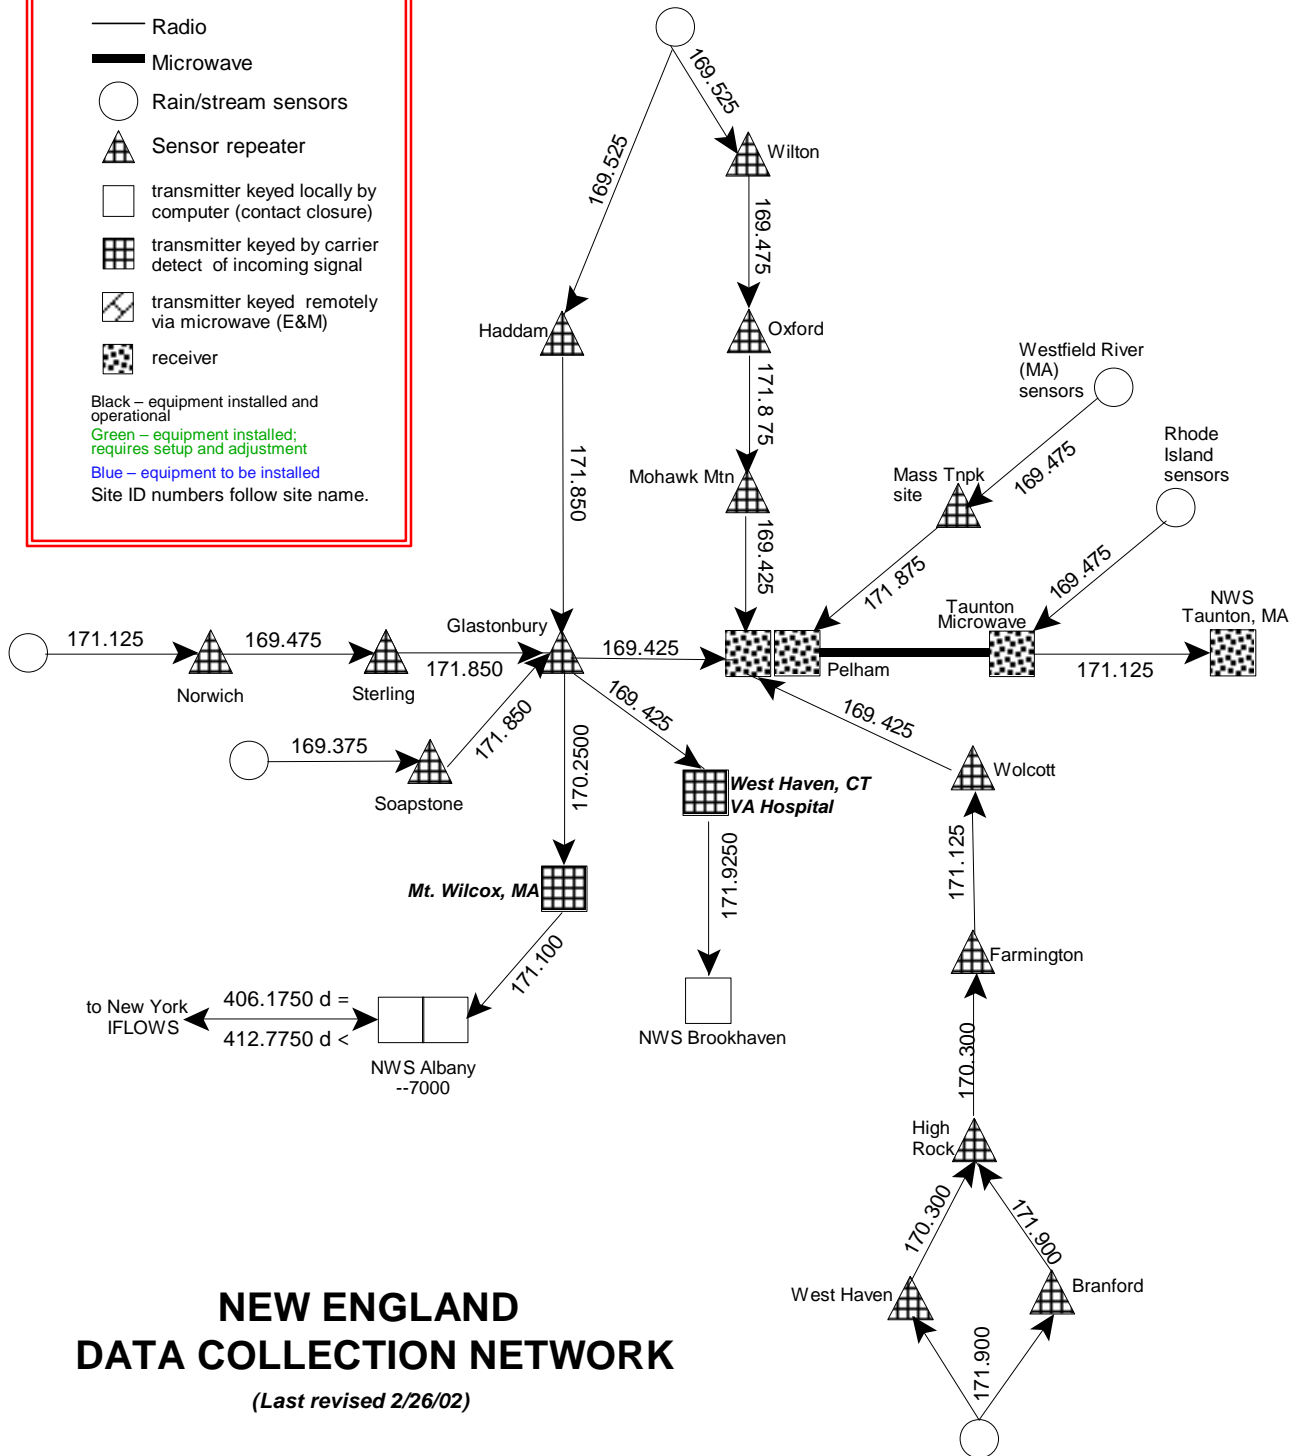 Radio
Microwave
Rain/stream sensors
Sensor repeater
transmitter keyed locally by
computer (contact closure)
transmitter keyed by carrier
detect of incoming signal
transmitter keyed remotely
via microwave (E&M)
receiver
Black – equipment installed and
operational
Green – equipment installed;
requires setup and adjustment
Blue – equipment to be installed
Site ID numbers follow site name.
169.525
169.525
Wilton
169.475
Haddam
Oxford
171.8 75
171.850
Mohawk Mtn
169.425
Westfield River
(MA)
sensors
169.475
Mass Tnpk
site
171.875
Rhode
Island
sensors
169.475
Taunton
Microwave
NWS
Taunton, MA
171.125
171.125
Norwich
169.475
Sterling
171.850
Glastonbury
169.425
Pelham
169.375
Soapstone
171.850
170.2500
169. 425
169. 425
West Haven, CT
VA Hospital
171.9250
NWS Brookhaven
Mt. Wilcox, MA
171.100
to New York
IFLOWS
406.1750 d =
412.7750 d <
NWS Albany
--7000
Wolcott
171.125
Farmington
170.300
High
Rock
170.300
171.900
West Haven
Branford
171.900
NEW ENGLAND
DATA COLLECTION NETWORK
(Last revised 2/26/02)